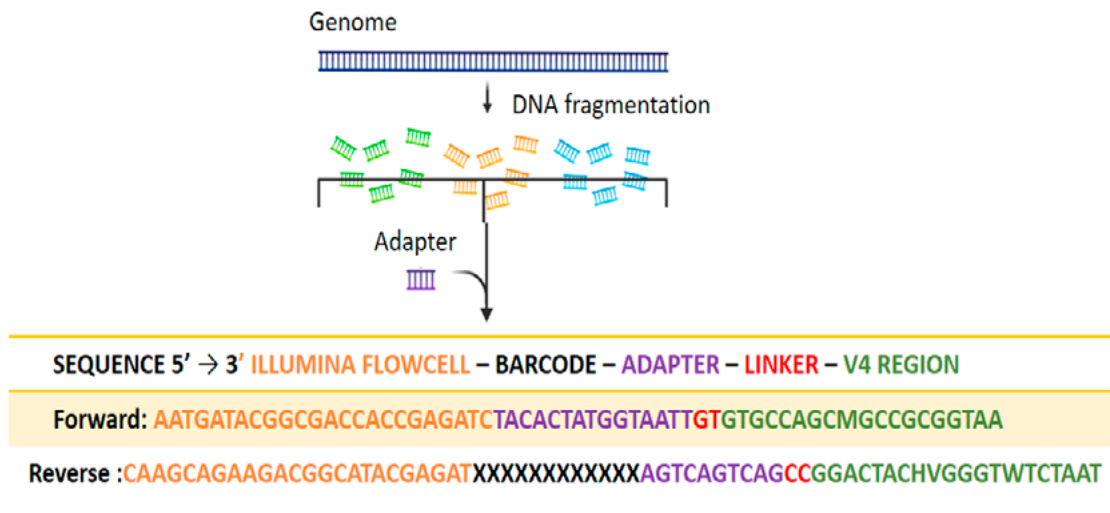 Genome
DNA fragmentation
Adapter
SEQUENCE 5’ → 3’ ILLUMINA FLOWCELL – BARCODE – ADAPTER – LINKER – V4 REGION
Forward: AATGATACGGCGACCACCGAGATCTACACTATGGTAATTGTGTGCCAGCMGCCGCGGTAA
Reverse :CAAGCAGAAGACGGCATACGAGATXXXXXXXXXXXXAGTCAGTCAGCCGGACTACHVGGGTWTCTAAT